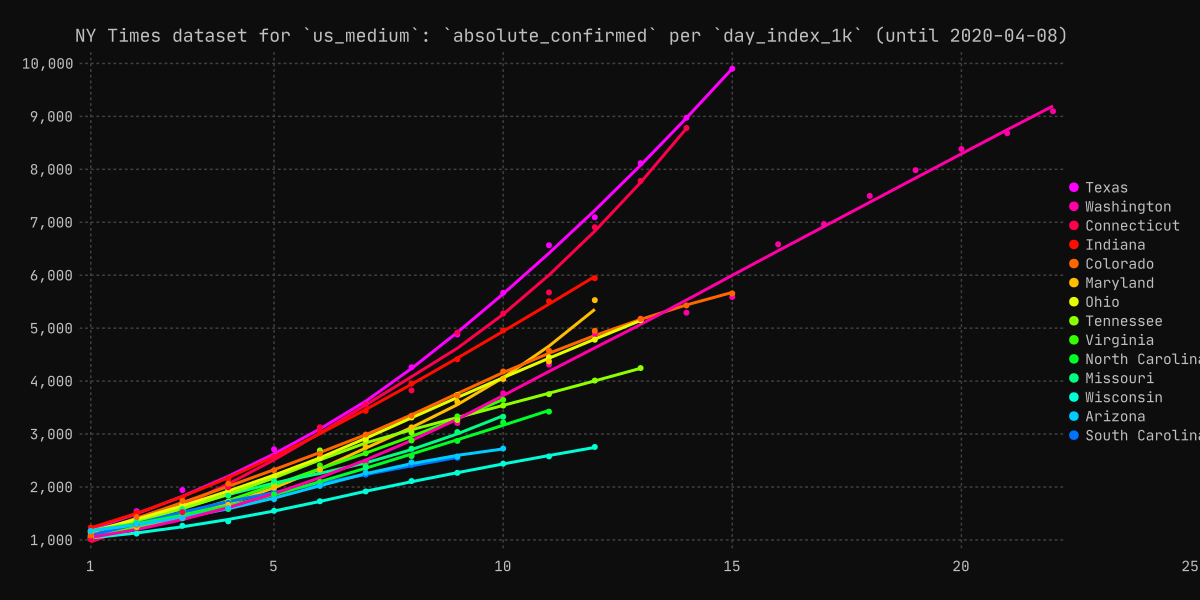 NY Times dataset for `us_medium`: `absolute_confirmed` per `day_index_1k` (until 2020-04-08)
10,000
9,000
8,000
7,000
6,000
5,000
4,000
3,000
2,000
1,000
1 5 10 15 20 25
Texas
Washington
Connecticut
Indiana
Colorado
Maryland
Ohio
Tennessee
Virginia
North Carolina
Missouri
Wisconsin
Arizona
South Carolina